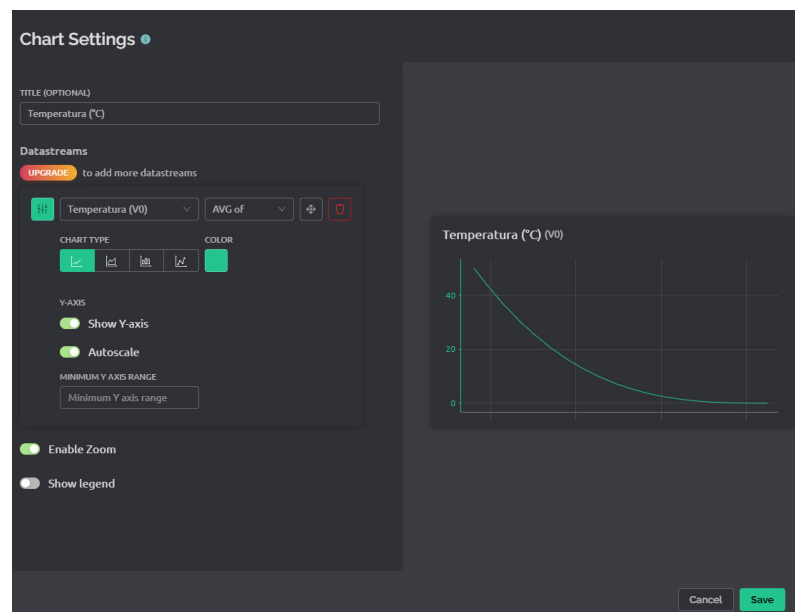 Chart Settings
TITLE (OPTIONAL)
Temperatura (°C)
Datastreams
UPGRADE to add more datastreams
Temperatura (V0) AVG of
CHART TYPE COLOR
Y-AXIS
Show Y-axis
Autoscale
MINIMUM Y AXIS RANGE
Minimum Y axis range
Enable Zoom
Show legend
Temperatura (°C) (V0)
40
20
0
Cancel Save